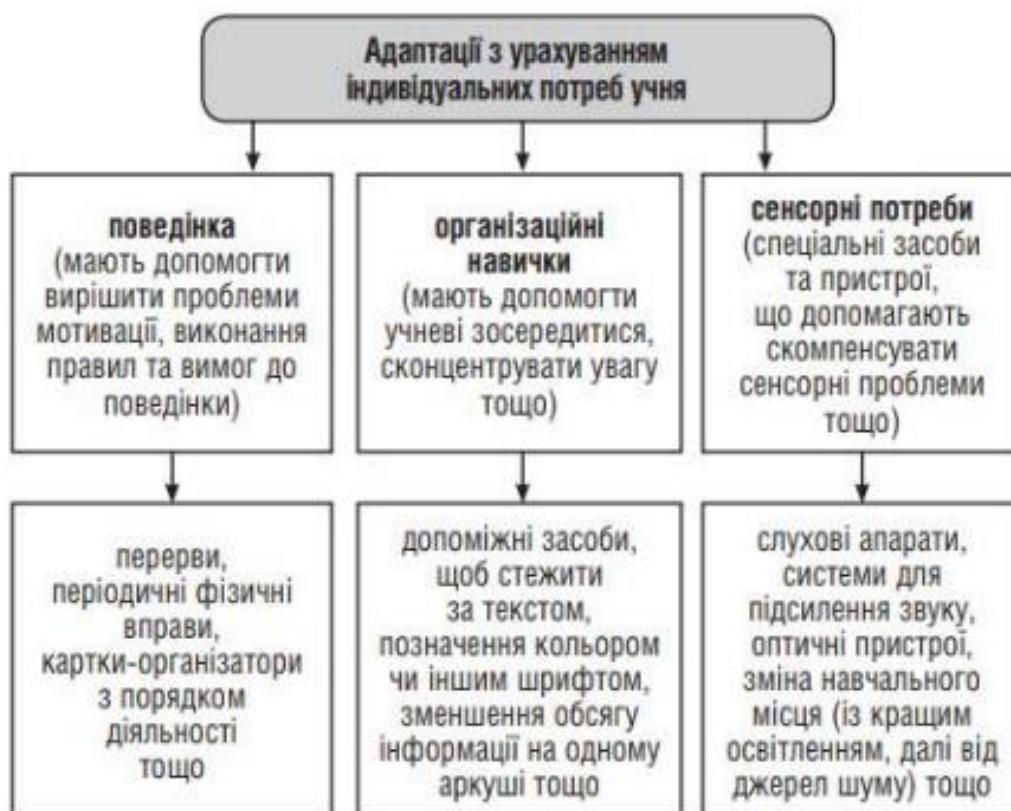 Адаптації з урахуванням
індивідуальних потреб учня
поведінка
(мають допомогти
вирішити проблеми
мотивації, виконання
правил та вимог до
поведінки)
організаційні
навички
(мають допомогти
учневі зосередитися,
сконцентрувати увагу
тощо)
сенсорні потреби
(спеціальні засоби
та пристрої,
що допомагають
скомпенсувати
сенсорні проблеми
тощо)
перерви,
періодичні фізичні
вправи,
картки-організатори
з порядком
діяльності
тощо
допоміжні засоби,
щоб стежити
за текстом,
позначення кольором
чи іншим шрифтом,
зменшення обсягу
інформації на одному
аркуші тощо
слухові апарати,
системи для
підсилення звуку,
оптичні пристрої,
зміна навчального
місця (із кращим
освітленням, далі від
джерел шуму) тощо